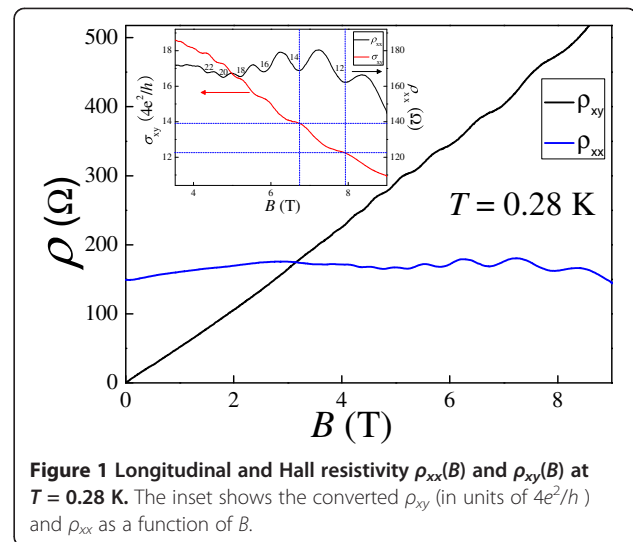 500
400
300
200
100
0
ρ (Ω)
0 2 4 6 8
B (T)
ρxy
ρxx
T = 0.28 K
18
16
14
12
σxy (4e²/h)
4 6 8
B (T)
180
160
140
120
ρxx (Ω)
ρxx
σxx
22 20 18 16 14 12
Figure 1 Longitudinal and Hall resistivity ρxx(B) and ρxy(B) at
T = 0.28 K. The inset shows the converted ρxy (in units of 4e²/h )
and ρxx as a function of B.